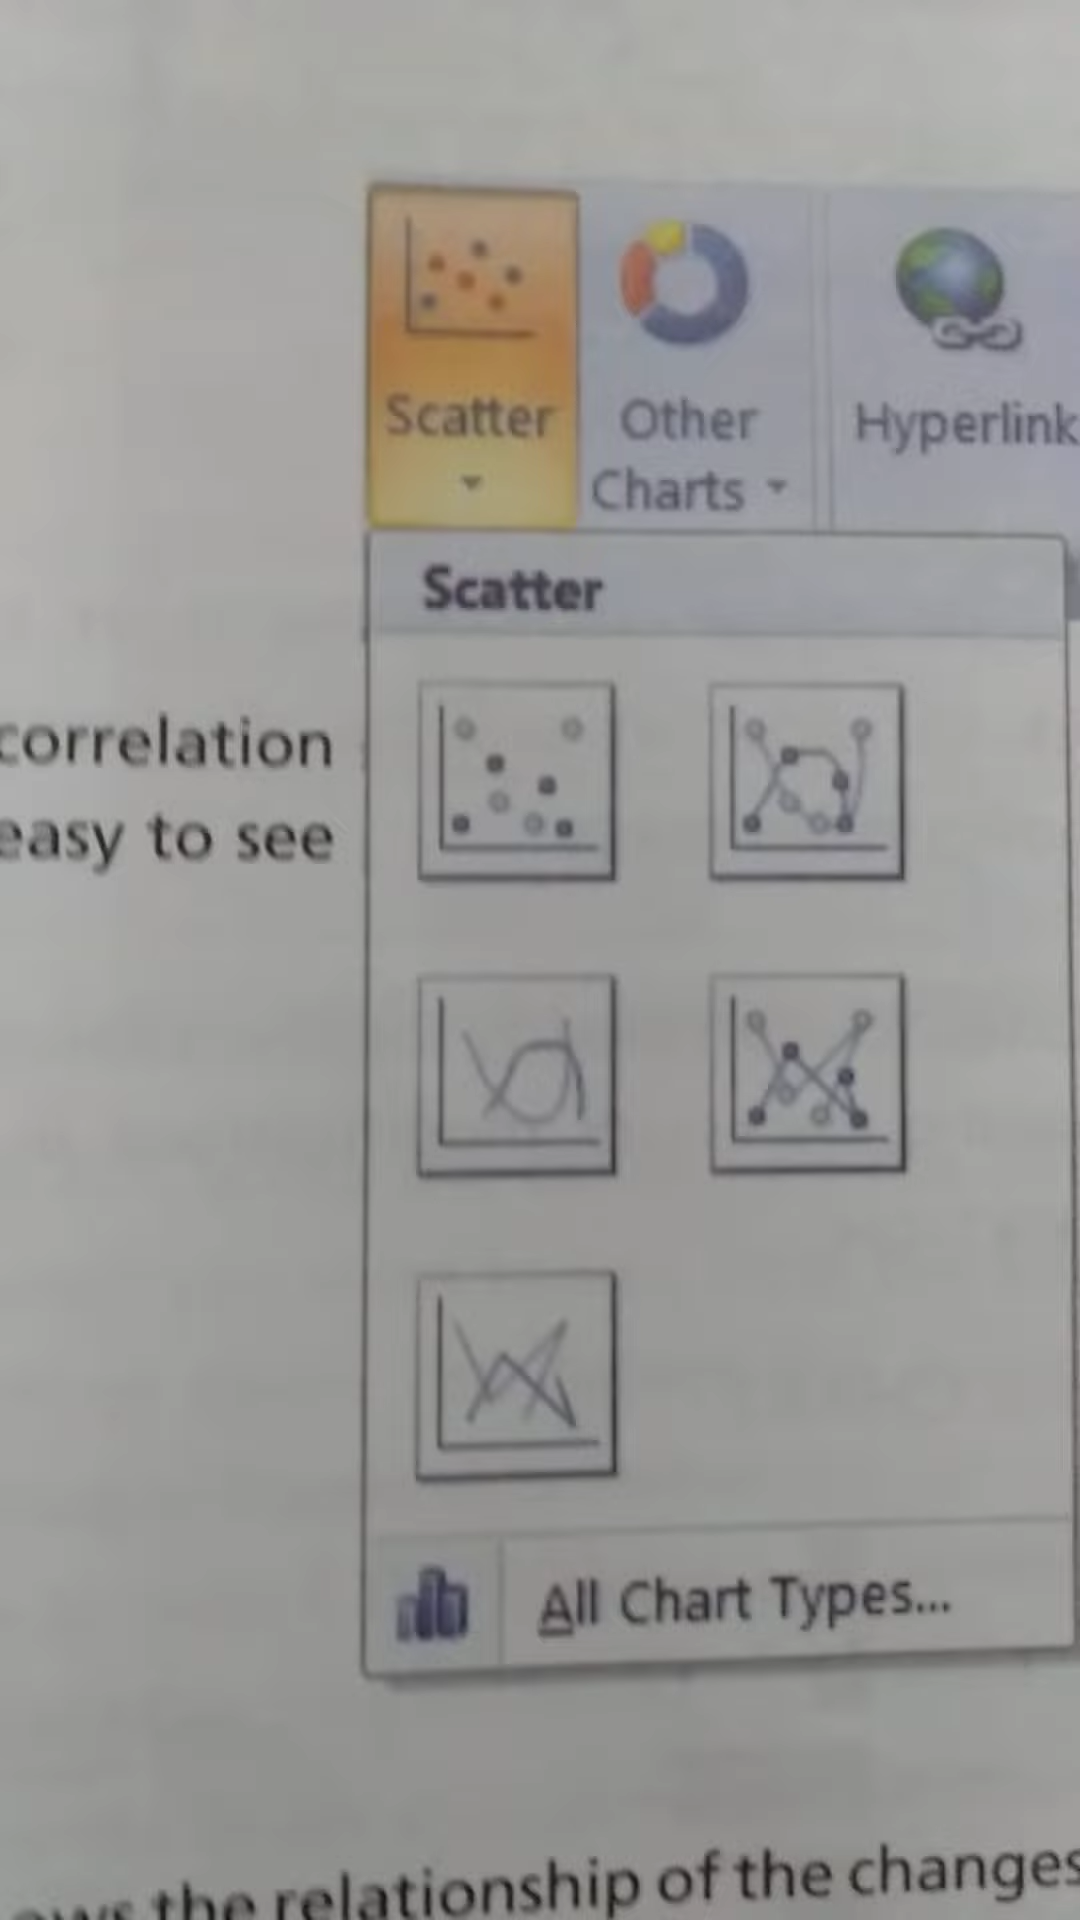 Scatter
Other
Charts
Hyperlink
Scatter
correlation
easy to see
All Chart Types...
the relationship of the changes